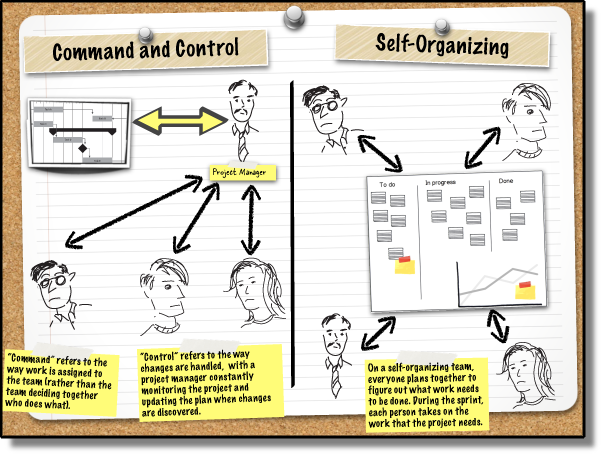 Command and Control
Self-Organizing
Project Manager
To do
In progress
Done
"Command" refers to the
way work is assigned to
the team (rather than the
team deciding together
who does what).
"Control" refers to the way
changes are handled, with a
project manager constantly
monitoring the project and
updating the plan when changes
are discovered.
On a self-organizing team,
everyone plans together to
figure out what work needs
to be done. During the sprint,
each person takes on the
work that the project needs.